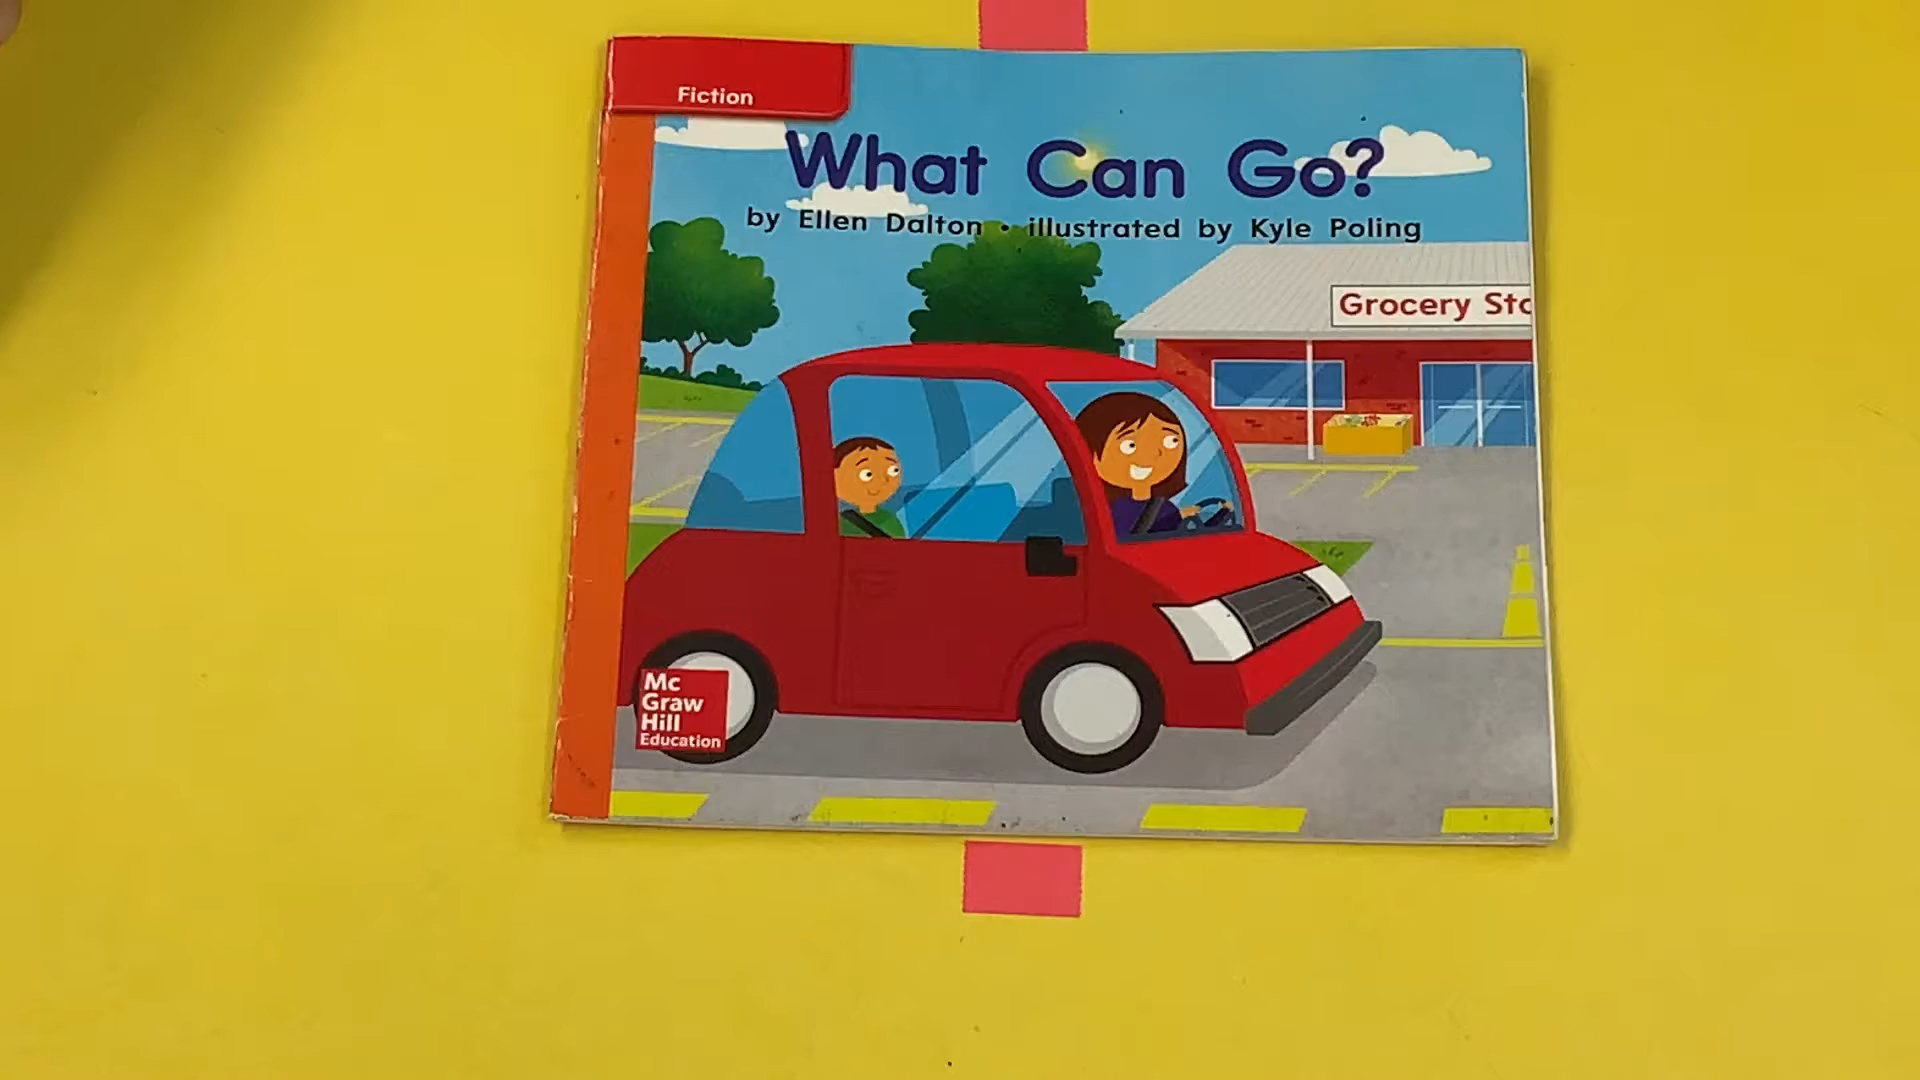 Fiction
What Can Go?
by Ellen Dalton • illustrated by Kyle Poling
Grocery Sto
Mc
Graw
Hill
Education